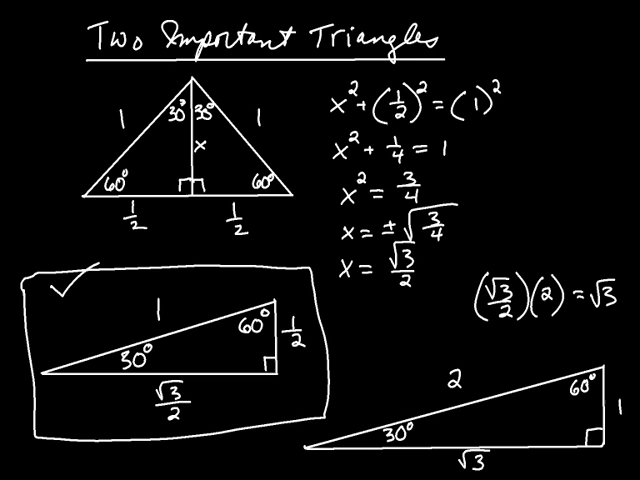 Two Important Triangles
30° 30°
1 x 1
60° 60°
1/2 1/2
x² + (1/2)² = (1)²
x² + 1/4 = 1
x² = 3/4
x = ±√(3/4)
x = √3/2
(√3/2)(2) = √3
1
60° 1/2
30°
√3/2
2
60° 1
30°
√3